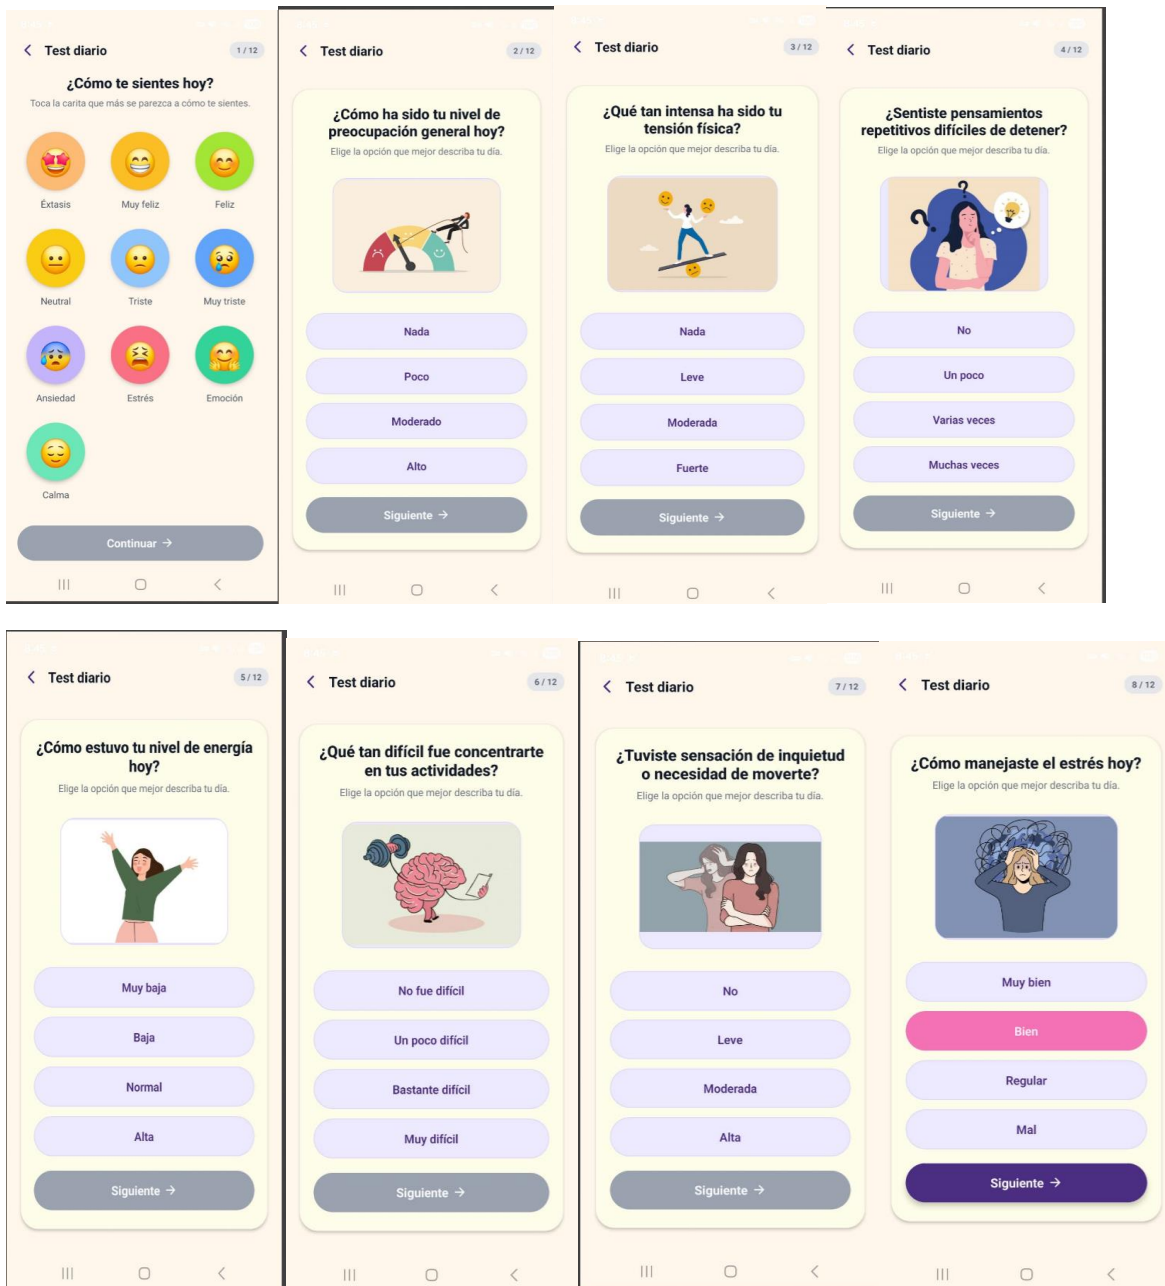 Test diario
1 / 12
¿Cómo te sientes hoy?
Toca la carita que más se parezca a cómo te sientes.
Éxtasis
Muy feliz
Feliz
Neutral
Triste
Muy triste
Ansiedad
Estrés
Emoción
Calma
Continuar →
Test diario
2 / 12
¿Cómo ha sido tu nivel de
preocupación general hoy?
Elige la opción que mejor describa tu día.
Nada
Poco
Moderado
Alto
Siguiente →
Test diario
3 / 12
¿Qué tan intensa ha sido tu
tensión física?
Elige la opción que mejor describa tu día.
Nada
Leve
Moderada
Fuerte
Siguiente →
Test diario
4 / 12
¿Sentiste pensamientos
repetitivos difíciles de detener?
Elige la opción que mejor describa tu día.
No
Un poco
Varias veces
Muchas veces
Siguiente →
Test diario
5 / 12
¿Cómo estuvo tu nivel de energía
hoy?
Elige la opción que mejor describa tu día.
Muy baja
Baja
Normal
Alta
Siguiente →
Test diario
6 / 12
¿Qué tan difícil fue concentrarte
en tus actividades?
Elige la opción que mejor describa tu día.
No fue difícil
Un poco difícil
Bastante difícil
Muy difícil
Siguiente →
Test diario
7 / 12
¿Tuviste sensación de inquietud
o necesidad de moverte?
Elige la opción que mejor describa tu día.
No
Leve
Moderada
Alta
Siguiente →
Test diario
8 / 12
¿Cómo manejaste el estrés hoy?
Elige la opción que mejor describa tu día.
Muy bien
Bien
Regular
Mal
Siguiente →